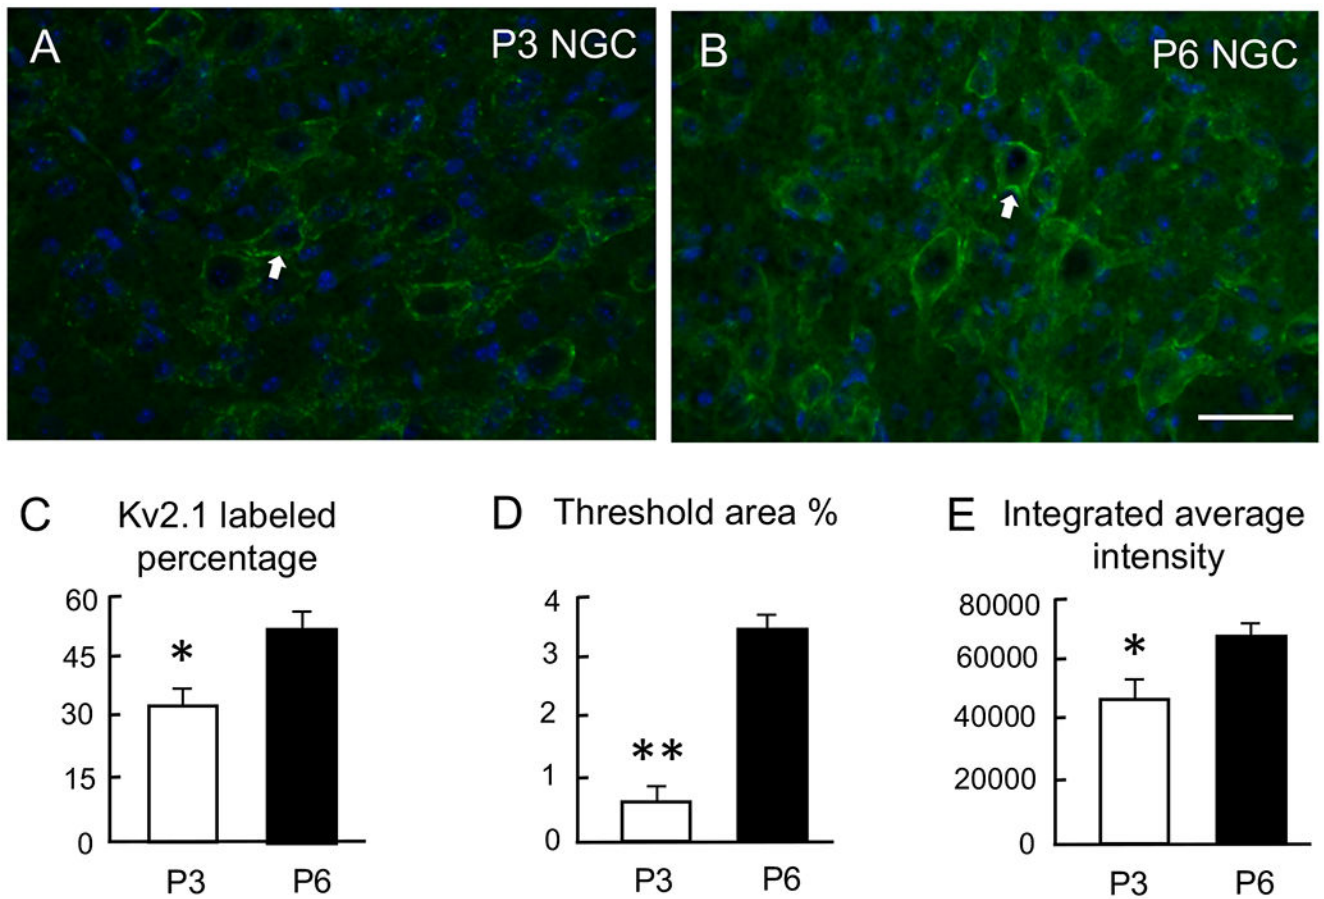 A
P3 NGC
B
P6 NGC
C
Kv2.1 labeled
percentage
60
45
30
15
0
*
P3
P6
D
Threshold area %
4
3
2
1
0
**
P3
P6
E
Integrated average
intensity
80000
60000
40000
20000
0
*
P3
P6